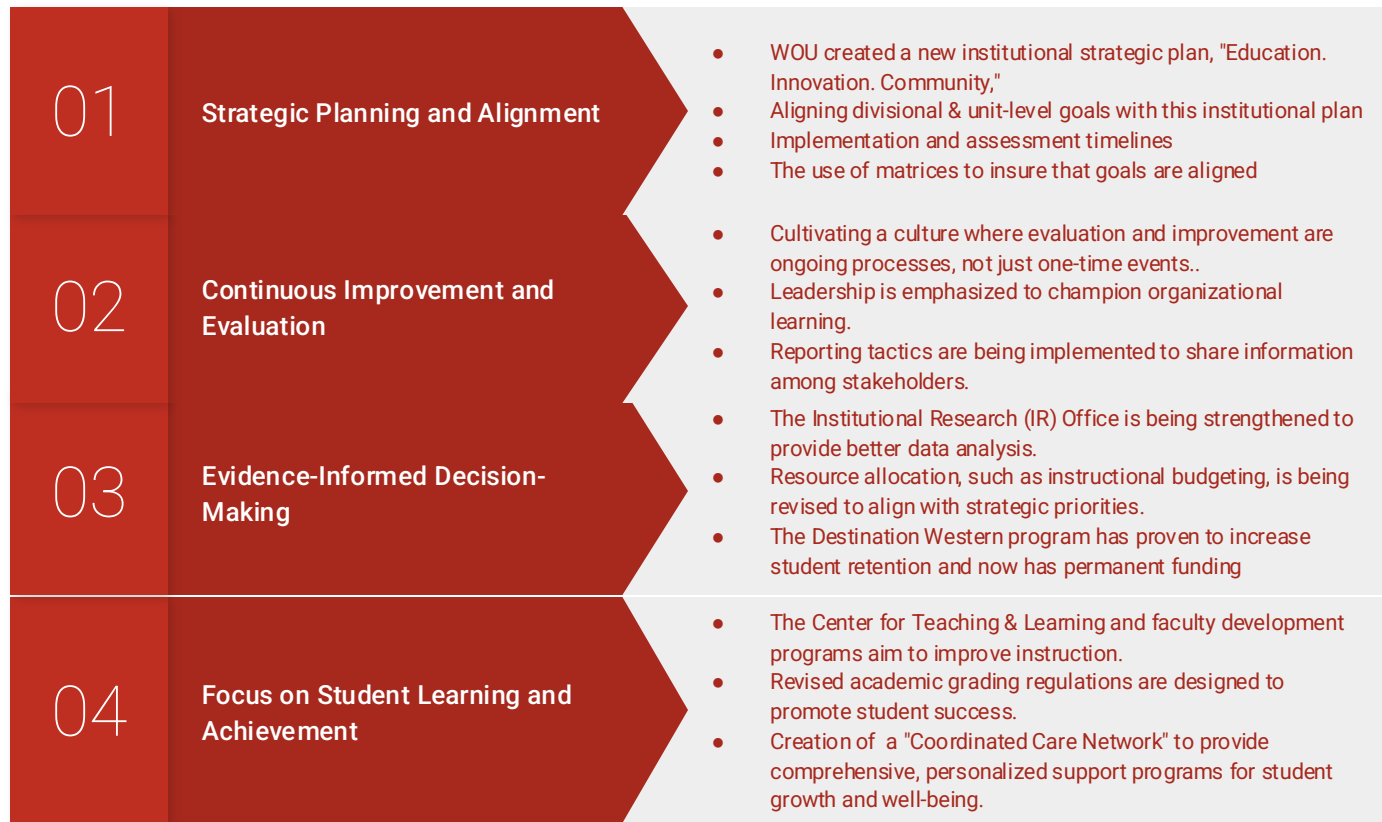 01
Strategic Planning and Alignment
● WOU created a new institutional strategic plan, "Education.
Innovation. Community,"
● Aligning divisional & unit-level goals with this institutional plan
● Implementation and assessment timelines
● The use of matrices to insure that goals are aligned
02
Continuous Improvement and
Evaluation
● Cultivating a culture where evaluation and improvement are
ongoing processes, not just one-time events..
● Leadership is emphasized to champion organizational
learning.
● Reporting tactics are being implemented to share information
among stakeholders.
03
Evidence-Informed Decision-
Making
● The Institutional Research (IR) Office is being strengthened to
provide better data analysis.
● Resource allocation, such as instructional budgeting, is being
revised to align with strategic priorities.
● The Destination Western program has proven to increase
student retention and now has permanent funding
04
Focus on Student Learning and
Achievement
● The Center for Teaching & Learning and faculty development
programs aim to improve instruction.
● Revised academic grading regulations are designed to
promote student success.
● Creation of a "Coordinated Care Network" to provide
comprehensive, personalized support programs for student
growth and well-being.